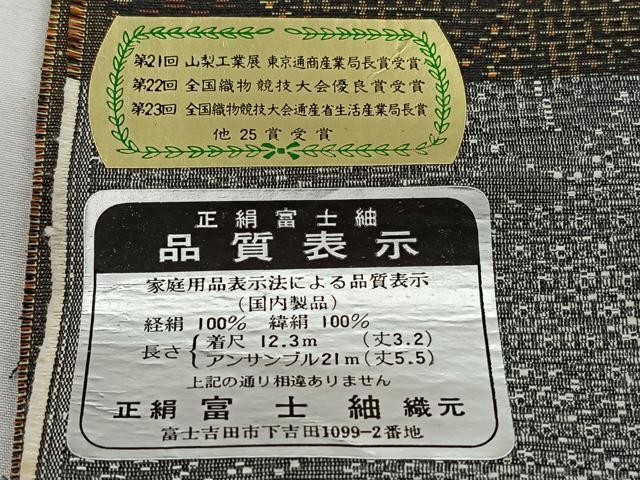 第21回 山梨工業展 東京通商産業局長賞受賞
第22回 全国織物競技大会優良賞受賞
第23回 全国織物競技大会通産省生活産業局長賞
他 25 賞 受 賞
正絹富士紬
品質表示
家庭用品表示法による品質表示
(国内製品)
経絹 100% 緯絹 100%
長さ { 着尺 12.3m (丈3.2)
アンサンブル21m(丈5.5)
上記の通り相違ありません
正絹 富士紬 織元
富士吉田市下吉田1099-2番地